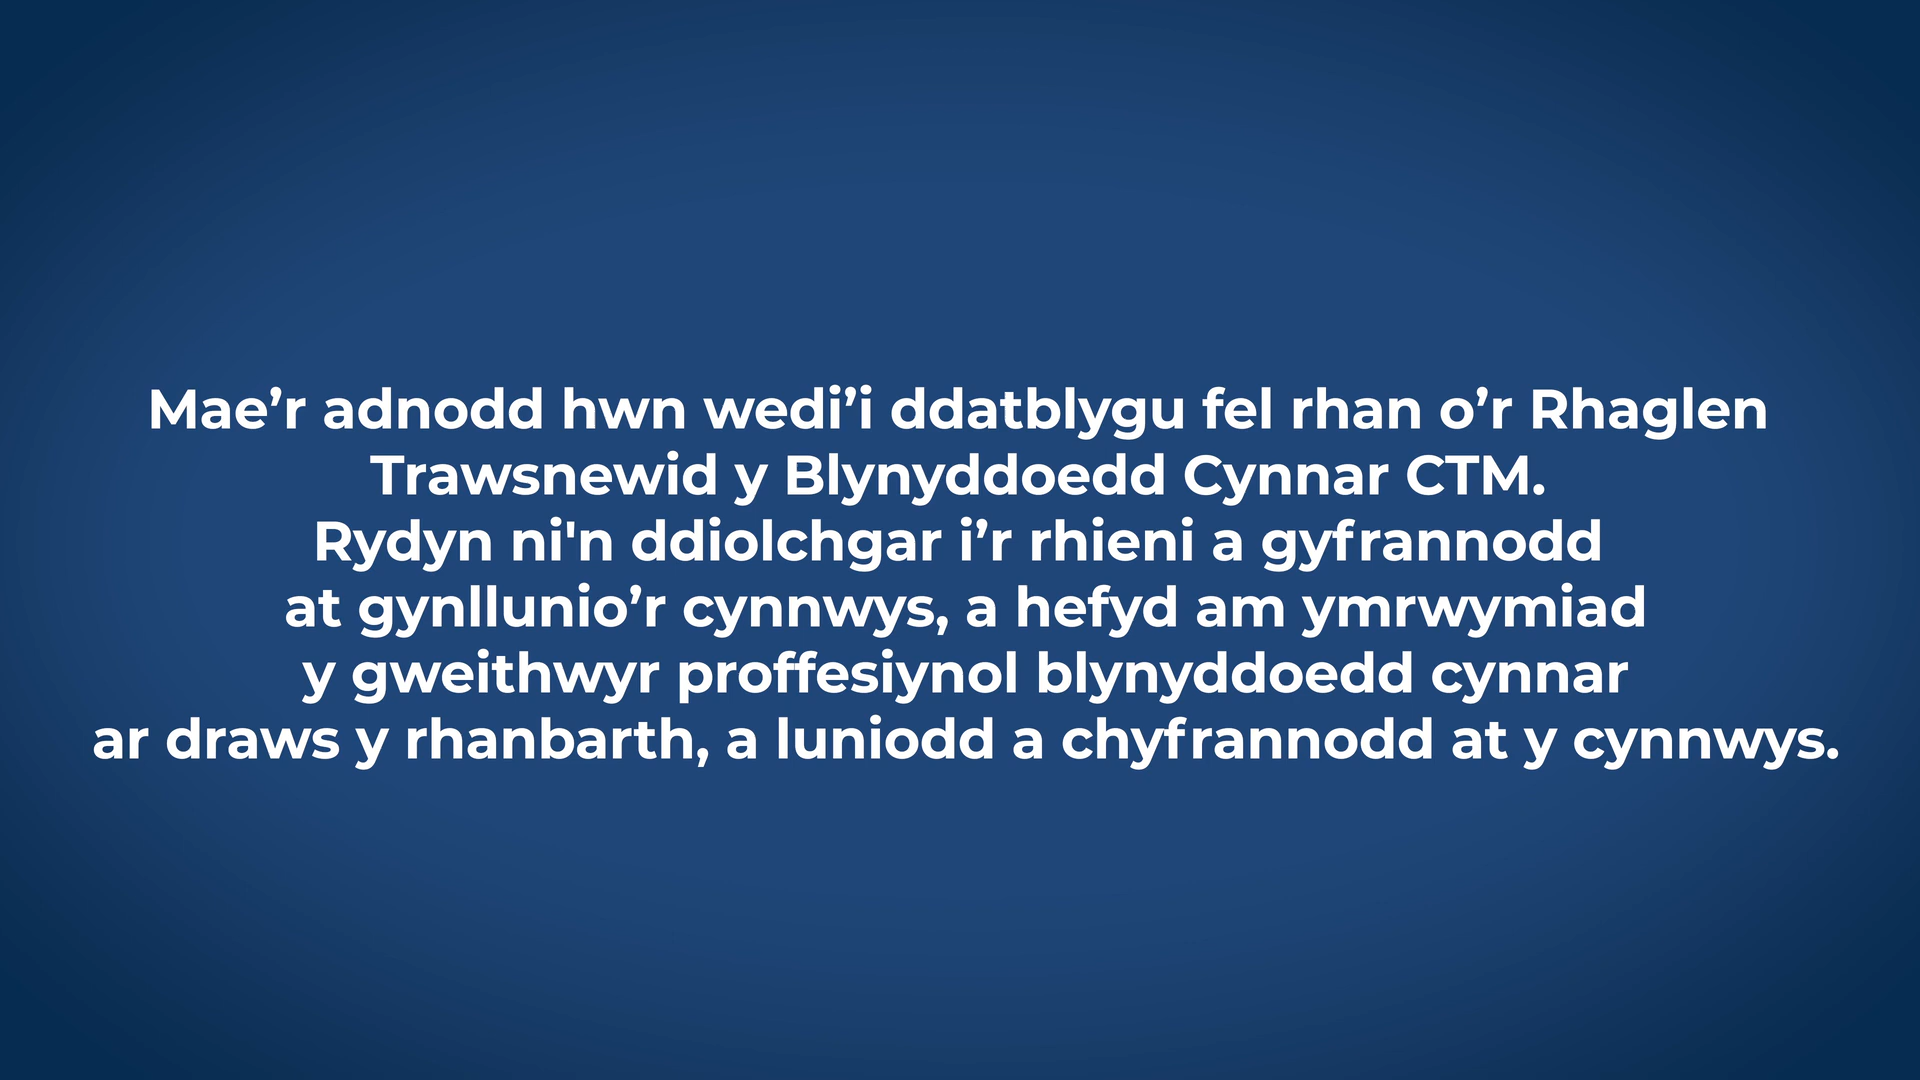 Mae’r adnodd hwn wedi’i ddatblygu fel rhan o’r Rhaglen
Trawsnewid y Blynyddoedd Cynnar CTM.
Rydyn ni'n ddiolchgar i’r rhieni a gyfrannodd
at gynllunio’r cynnwys, a hefyd am ymrwymiad
y gweithwyr proffesiynol blynyddoedd cynnar
ar draws y rhanbarth, a luniodd a chyfrannodd at y cynnwys.